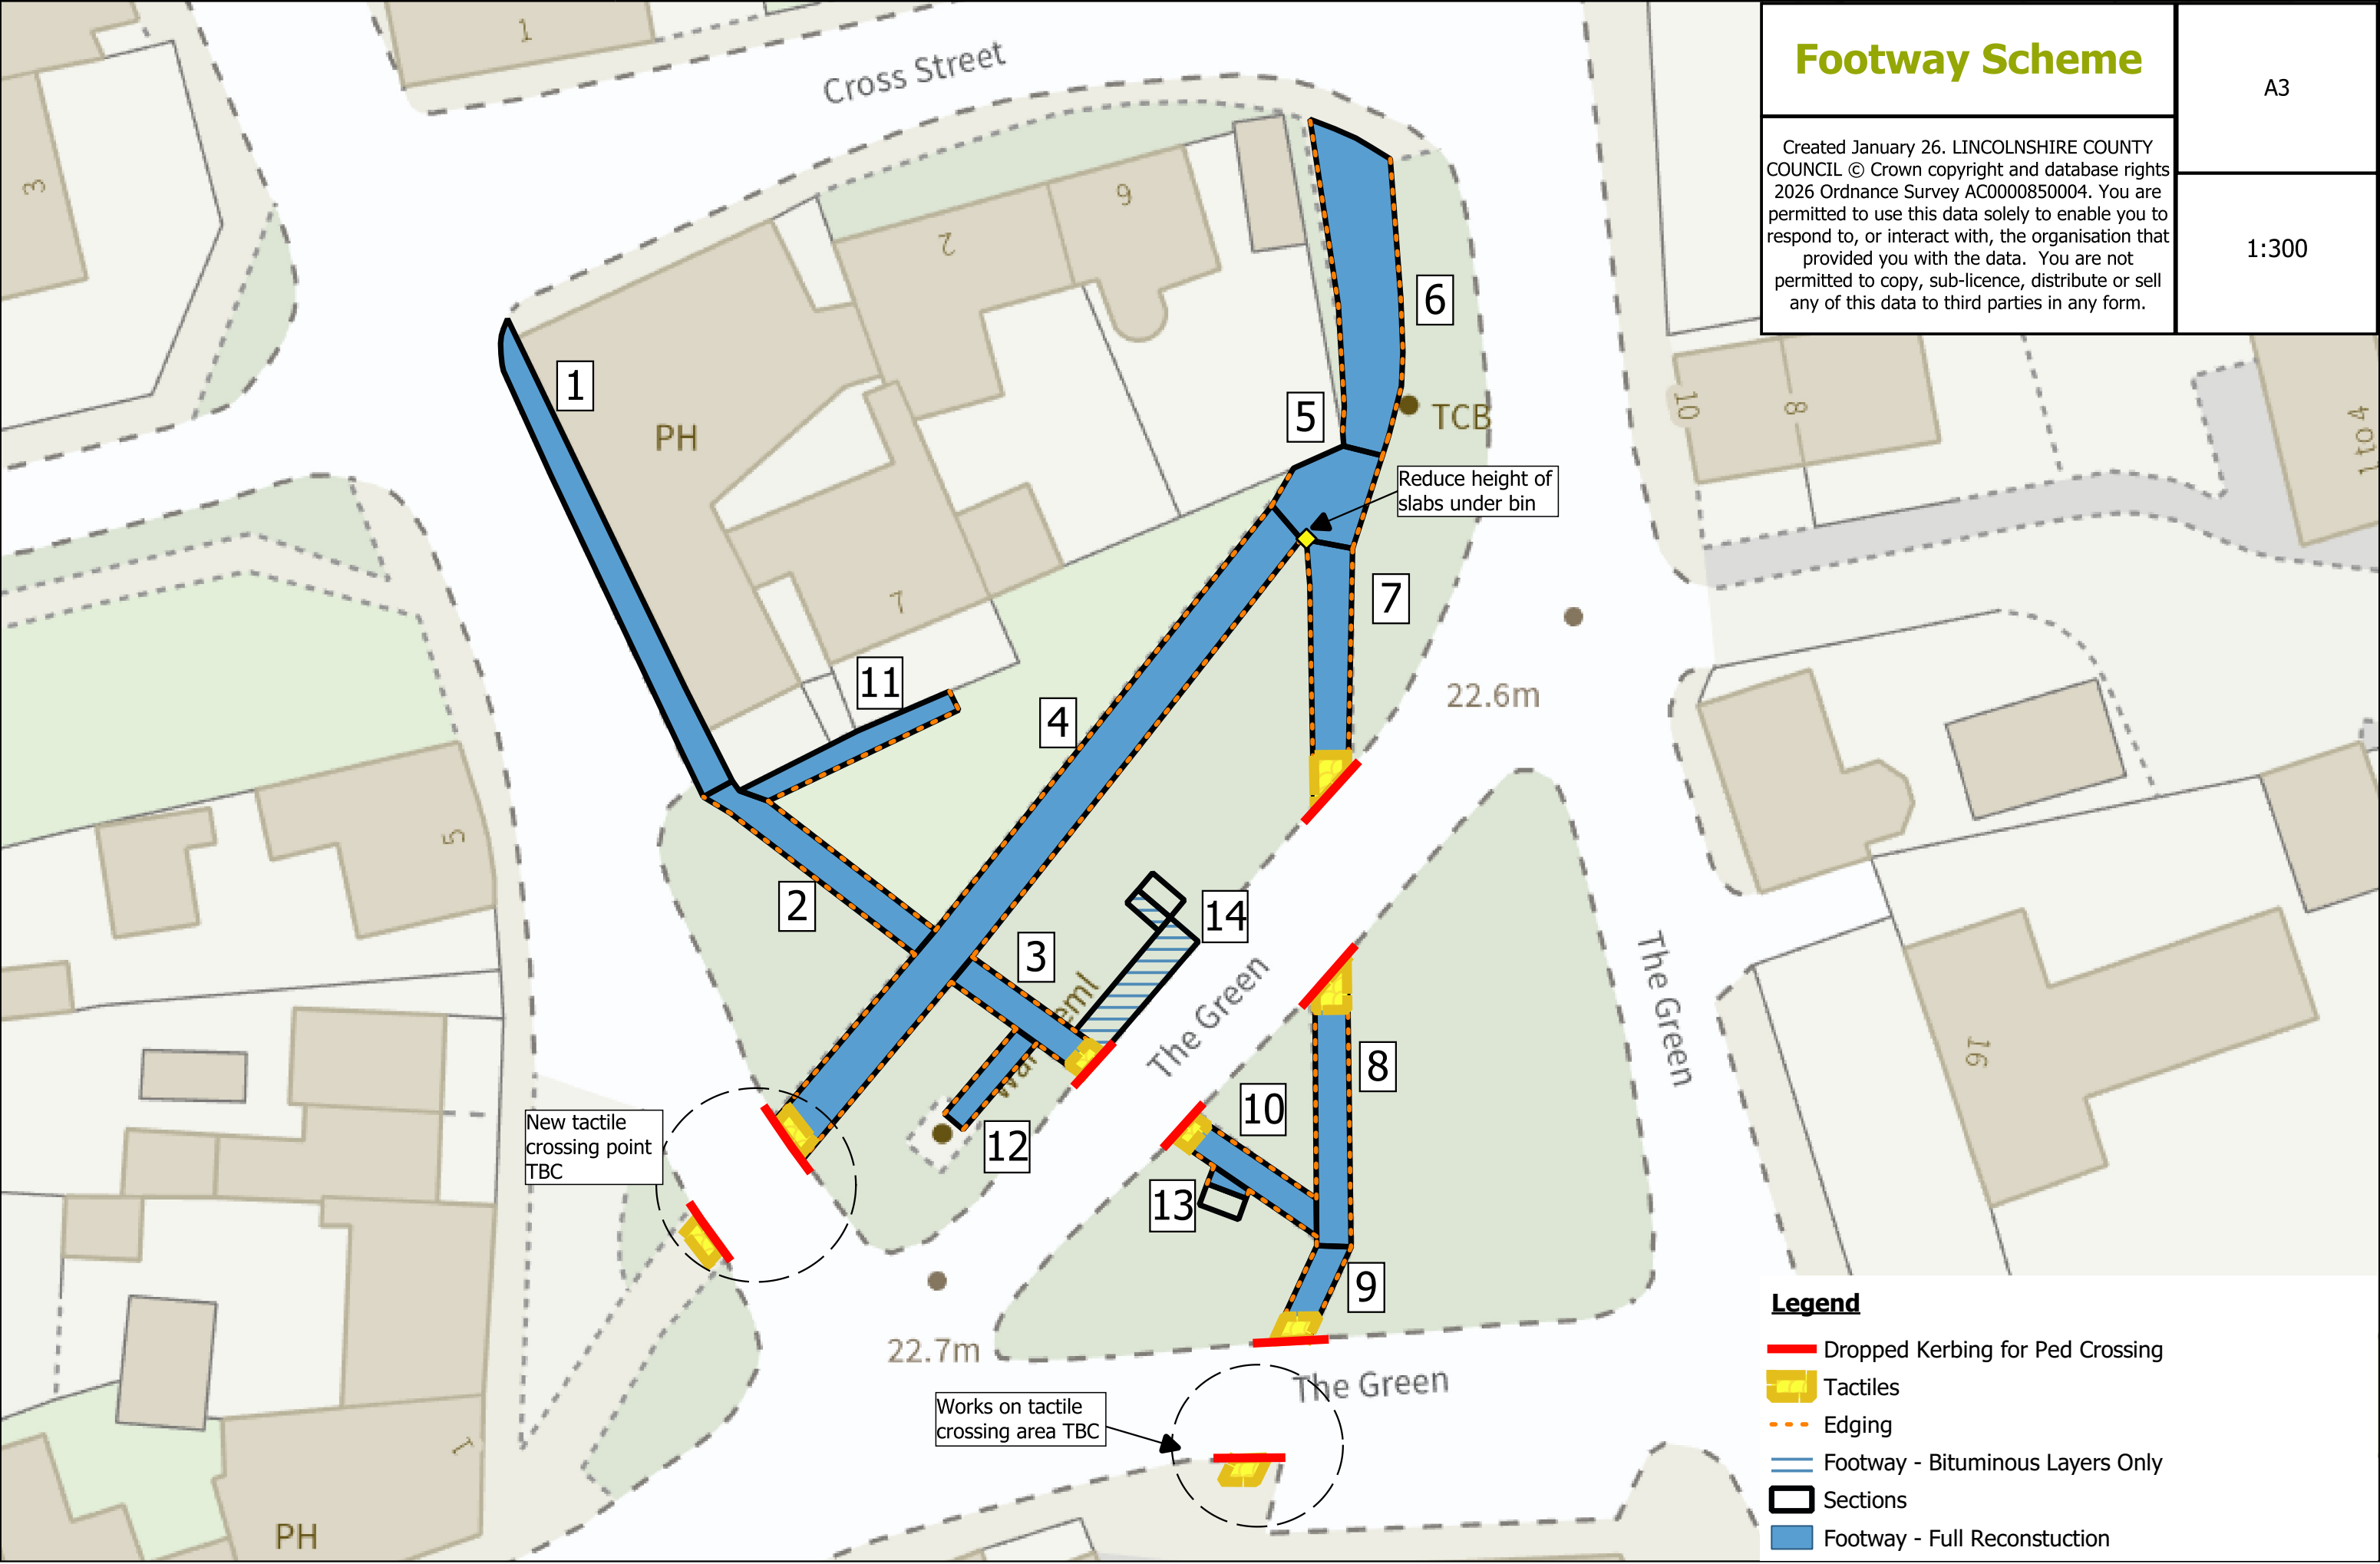 Footway Scheme
A3
Created January 26. LINCOLNSHIRE COUNTY
COUNCIL © Crown copyright and database rights
2026 Ordnance Survey AC0000850004. You are
permitted to use this data solely to enable you to
respond to, or interact with, the organisation that
provided you with the data. You are not
permitted to copy, sub-licence, distribute or sell
any of this data to third parties in any form.
1:300
1
Cross Street
3
2
9
6
1
5
TCB
PH
10
8
1 to 4
Reduce height of
slabs under bin
7
7
11
4
22.6m
5
2
3
14
eml
The Green
The Green
War
16
8
10
New tactile
crossing point
TBC
12
13
9
22.7m
The Green
Works on tactile
crossing area TBC
1
PH
Legend
Dropped Kerbing for Ped Crossing
Tactiles
Edging
Footway - Bituminous Layers Only
Sections
Footway - Full Reconstuction